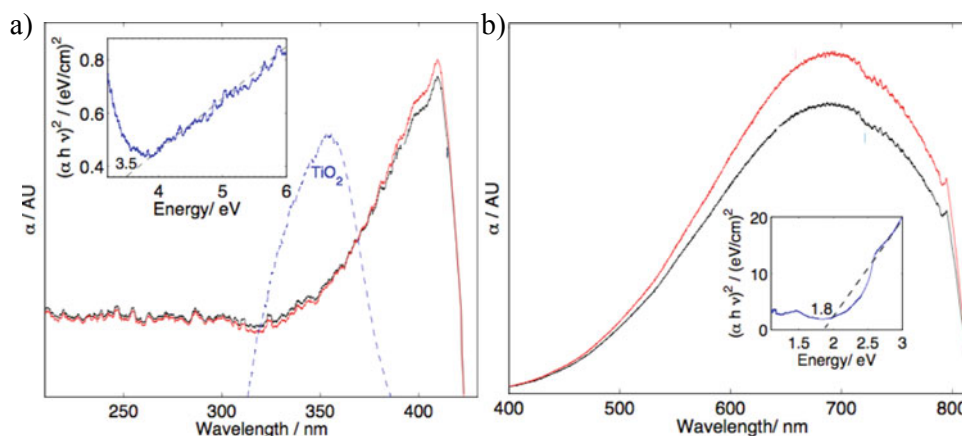 a)
(α h ν)² / (eV/cm)²
0.8
0.6
0.4
3.5
4 5 6
Energy/ eV
TiO₂
α / AU
250 300 350 400
Wavelength / nm
b)
α / AU
(α h ν)² / (eV/cm)²
20
10
0
1.8
1.5 2 2.5 3
Energy/ eV
400 500 600 700 800
Wavelength/ nm